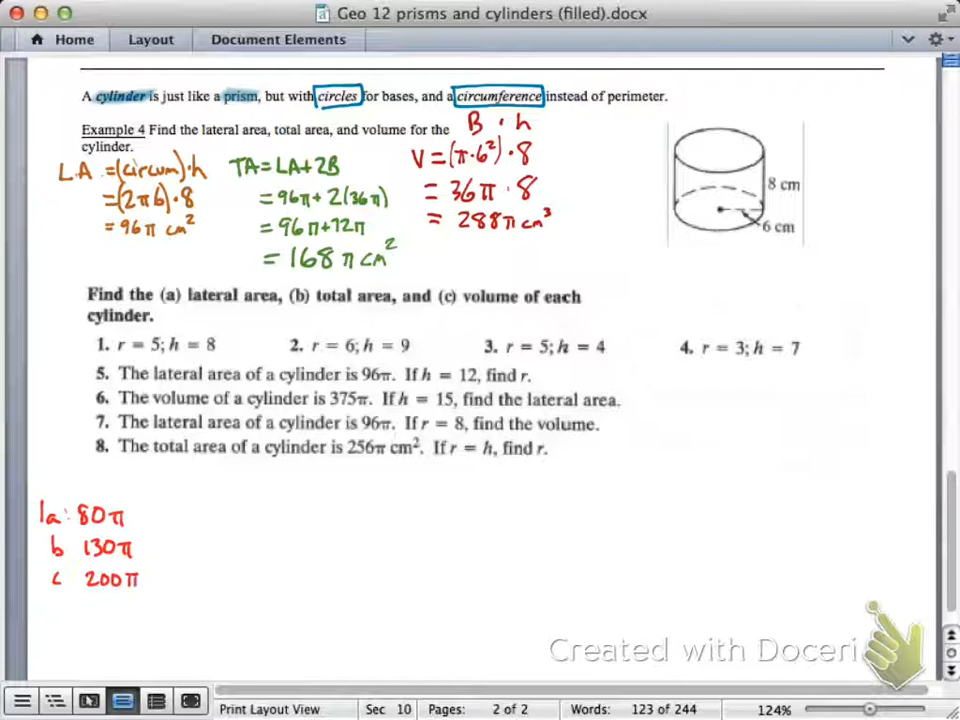 Geo 12 prisms and cylinders (filled).docx
Home Layout Document Elements
A cylinder is just like a prism, but with circles for bases, and a circumference instead of perimeter.
Example 4 Find the lateral area, total area, and volume for the
cylinder.
L.A. =(circum)·h
=(2π6)·8
=96π cm²
TA=LA+2B
=96π+2(36π)
=96π+72π
=168π cm²
B · h
V=(π·6²)·8
= 36π·8
= 288π cm³
8 cm
6 cm
Find the (a) lateral area, (b) total area, and (c) volume of each
cylinder.
1. r = 5; h = 8 2. r = 6; h = 9 3. r = 5; h = 4 4. r = 3; h = 7
5. The lateral area of a cylinder is 96π. If h = 12, find r.
6. The volume of a cylinder is 375π. If h = 15, find the lateral area.
7. The lateral area of a cylinder is 96π. If r = 8, find the volume.
8. The total area of a cylinder is 256π cm². If r = h, find r.
1a: 80π
b 130π
c 200π
Created with Doceri
Print Layout View Sec 10 Pages: 2 of 2 Words: 123 of 244 124%